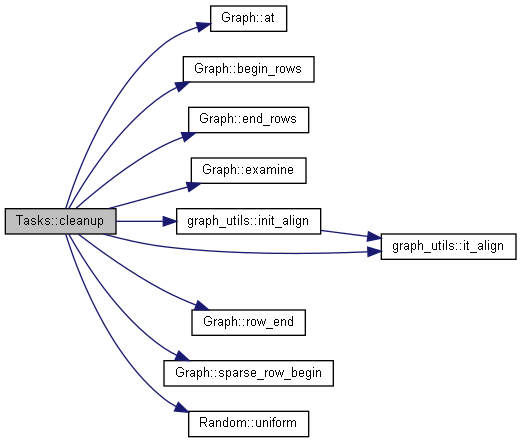 Graph::at
Graph::begin_rows
Graph::end_rows
Graph::examine
Tasks::cleanup
graph_utils::init_align
graph_utils::it_align
Graph::row_end
Graph::sparse_row_begin
Random::uniform